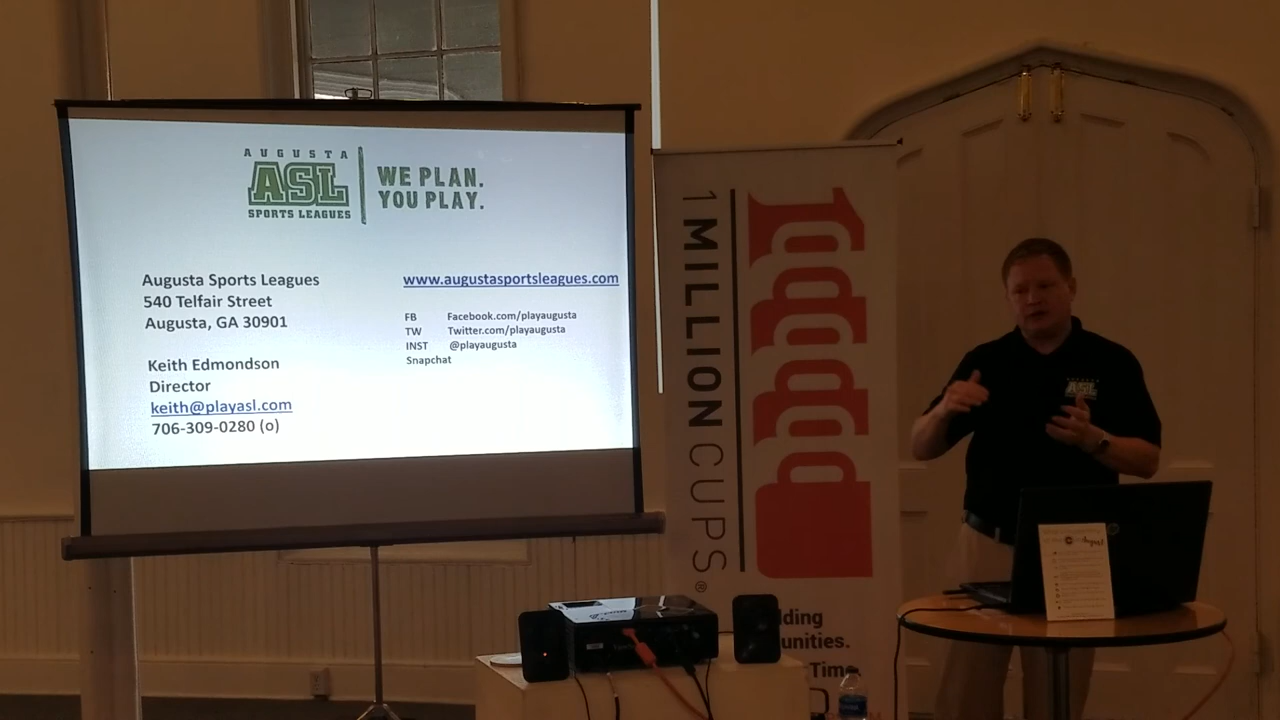 AUGUSTA
ASL
SPORTS LEAGUES
WE PLAN.
YOU PLAY.
Augusta Sports Leagues
540 Telfair Street
Augusta, GA 30901
Keith Edmondson
Director
keith@playasl.com
706-309-0280 (o)
www.augustasportsleagues.com
FB Facebook.com/playaugusta
TW Twitter.com/playaugusta
INST @playaugusta
Snapchat
1 MILLION CUPS®
lding
unities.
Time
ASL